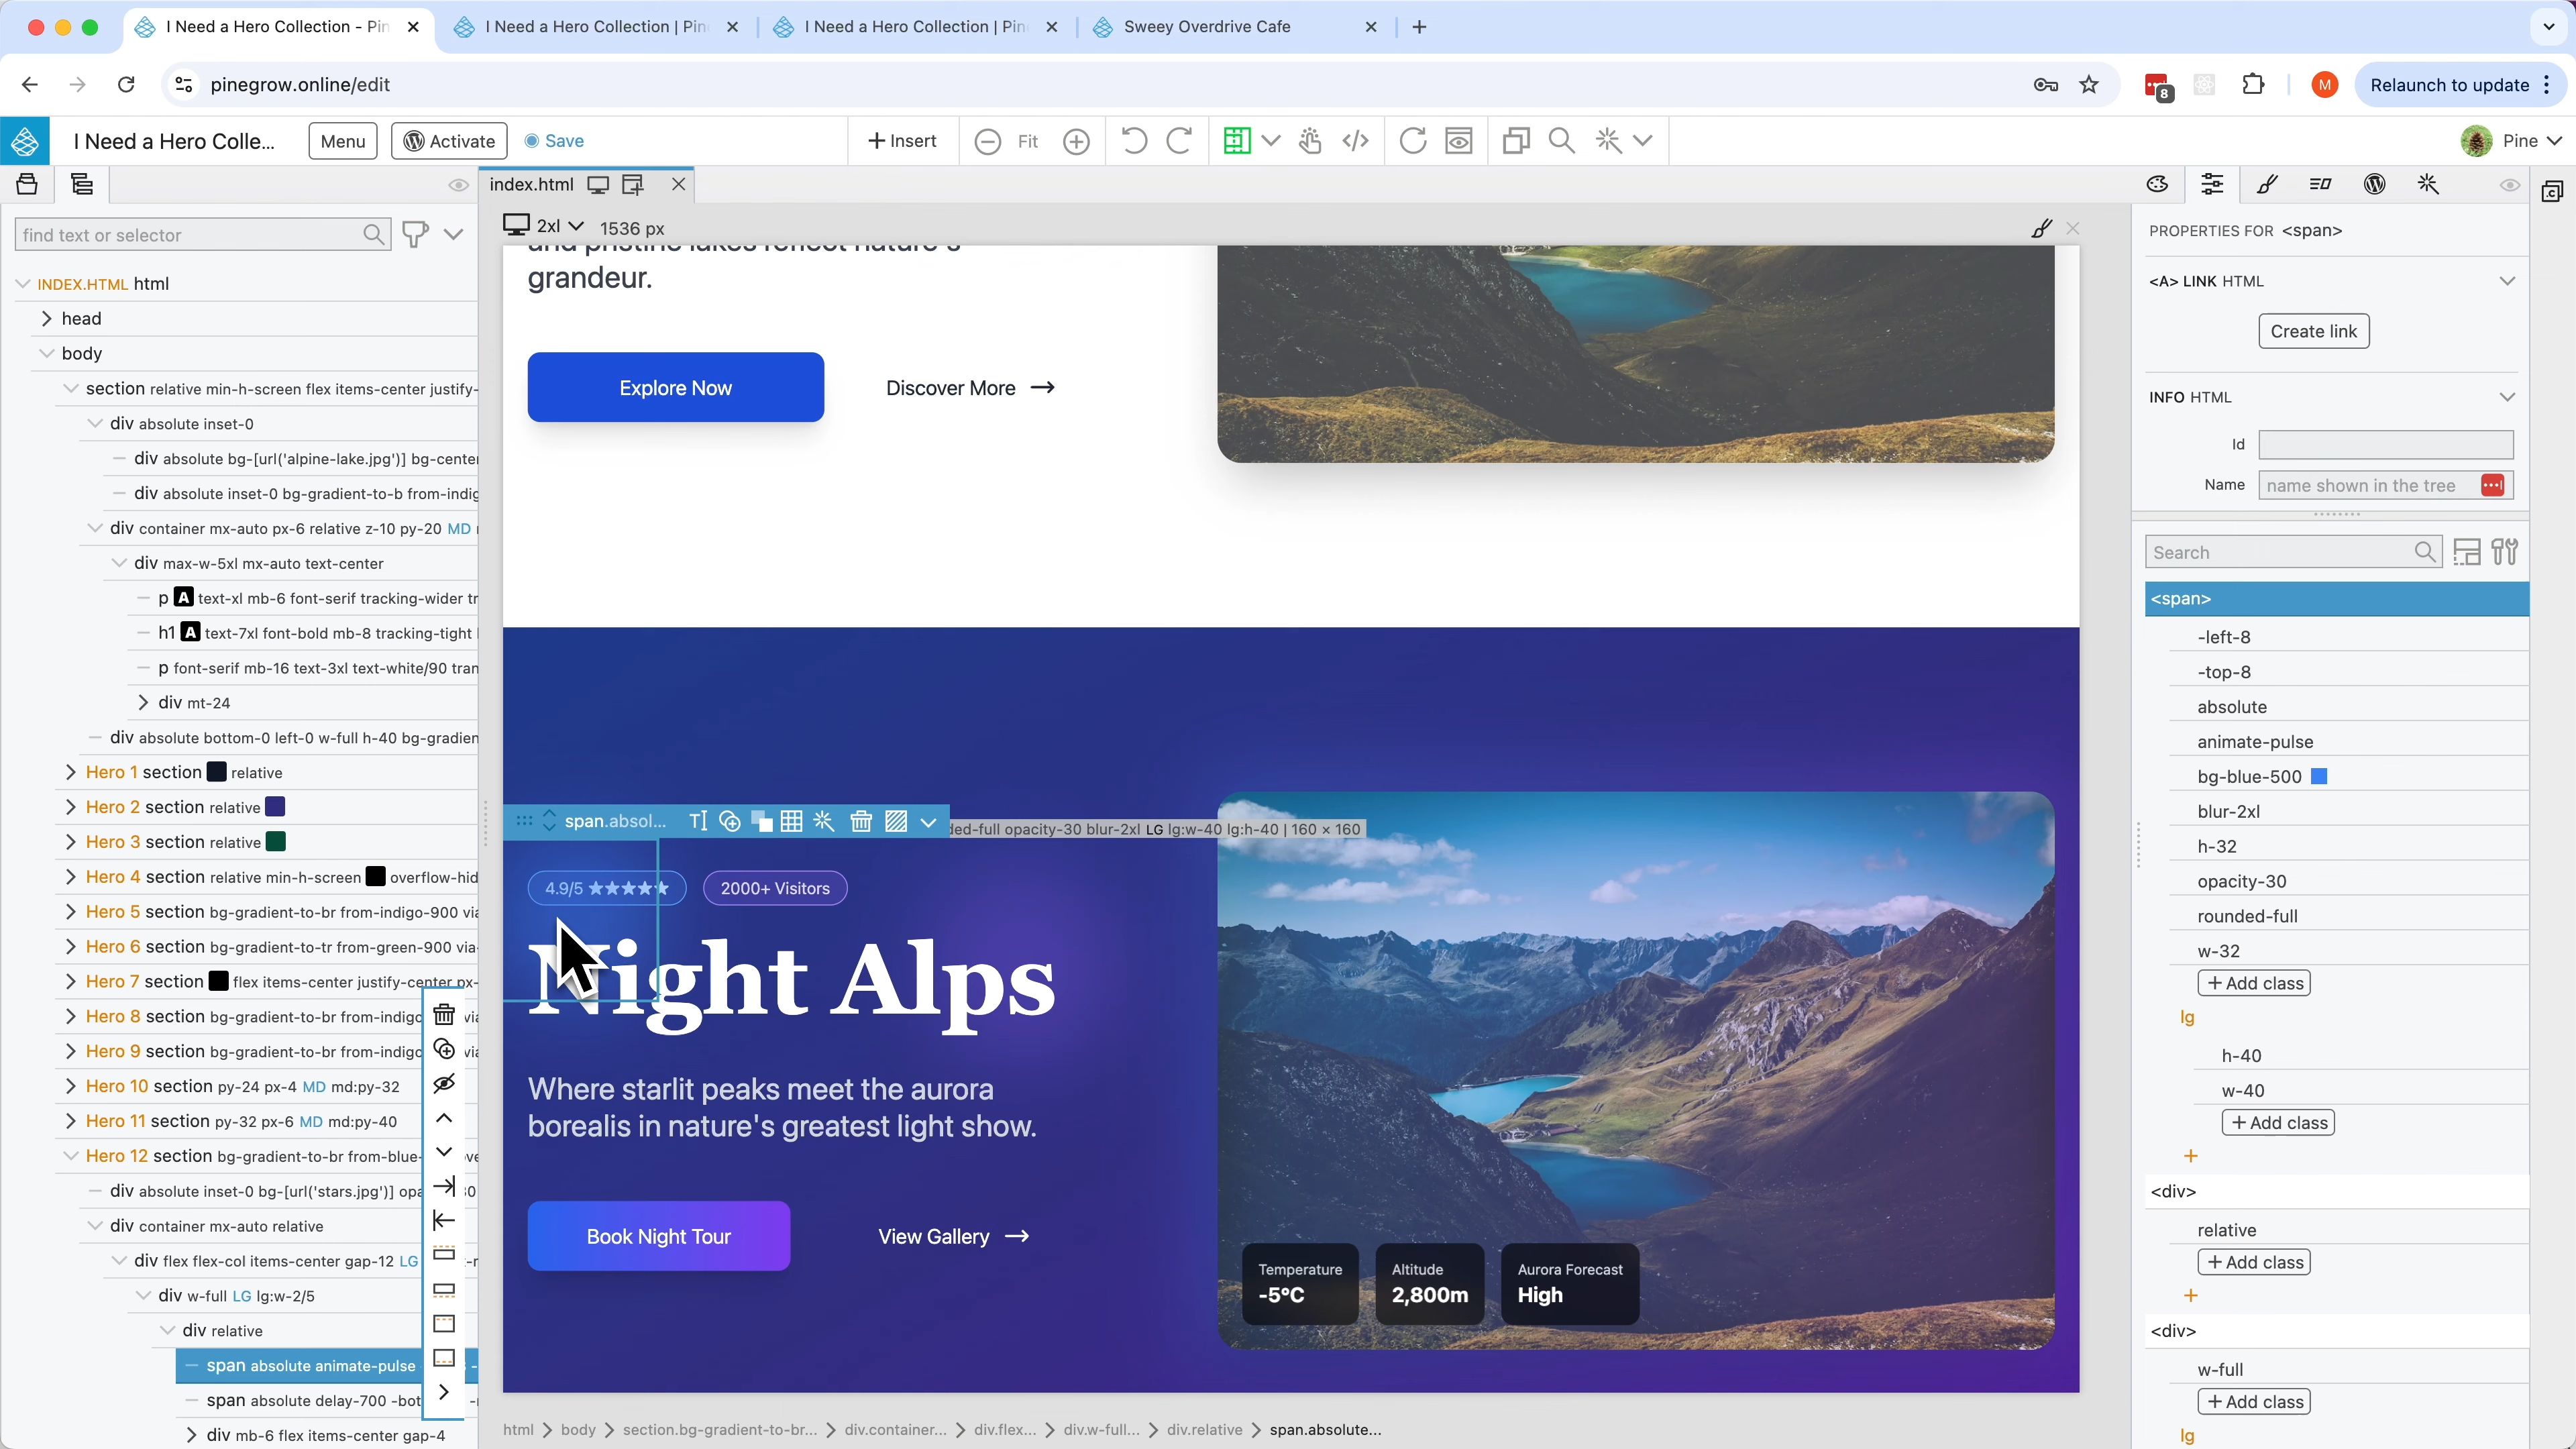 I Need a Hero Collection - Pin
I Need a Hero Collection | Pin
I Need a Hero Collection | Pin
Sweey Overdrive Cafe
pinegrow.online/edit
8
M
Relaunch to update
I Need a Hero Colle...
Menu
Activate
Save
Insert
Fit
Pine
index.html
find text or selector
2xl
1536 px
INDEX.HTML html
head
body
section relative min-h-screen flex items-center justify-
div absolute inset-0
div absolute bg-[url('alpine-lake.jpg')] bg-center
div absolute inset-0 bg-gradient-to-b from-indig
div container mx-auto px-6 relative z-10 py-20 MD
div max-w-5xl mx-auto text-center
p A text-xl mb-6 font-serif tracking-wider tr
h1 A text-7xl font-bold mb-8 tracking-tight
p font-serif mb-16 text-3xl text-white/90 tran
div mt-24
div absolute bottom-0 left-0 w-full h-40 bg-gradien
Hero 1 section relative
Hero 2 section relative
Hero 3 section relative
Hero 4 section relative min-h-screen overflow-hid
Hero 5 section bg-gradient-to-br from-indigo-900 via
Hero 6 section bg-gradient-to-tr from-green-900 via-
Hero 7 section flex items-center justify-center px-
Hero 8 section bg-gradient-to-br from-indigo
Hero 9 section bg-gradient-to-br from-indigo
Hero 10 section py-24 px-4 MD md:py-32
Hero 11 section py-32 px-6 MD md:py-40
Hero 12 section bg-gradient-to-br from-blue-
div absolute inset-0 bg-[url('stars.jpg')] opa
div container mx-auto relative
div flex flex-col items-center gap-12 LG
div w-full LG lg:w-2/5
div relative
span absolute animate-pulse
span absolute delay-700 -bot
div mb-6 flex items-center gap-4
and pristine lakes reflect nature's
grandeur.
Explore Now
Discover More →
span.absol...
ded-full opacity-30 blur-2xl LG lg:w-40 lg:h-40 | 160 × 160
4.9/5 ★★★★★
2000+ Visitors
Night Alps
Where starlit peaks meet the aurora
borealis in nature's greatest light show.
Book Night Tour
View Gallery →
Temperature
-5°C
Altitude
2,800m
Aurora Forecast
High
html > body > section.bg-gradient-to-br... > div.container... > div.flex... > div.w-full... > div.relative > span.absolute...
PROPERTIES FOR <span>
<A> LINK HTML
Create link
INFO HTML
Id
Name
name shown in the tree
Search
<span>
-left-8
-top-8
absolute
animate-pulse
bg-blue-500
blur-2xl
h-32
opacity-30
rounded-full
w-32
+ Add class
lg
h-40
w-40
+ Add class
+
<div>
relative
+ Add class
+
<div>
w-full
+ Add class
lg